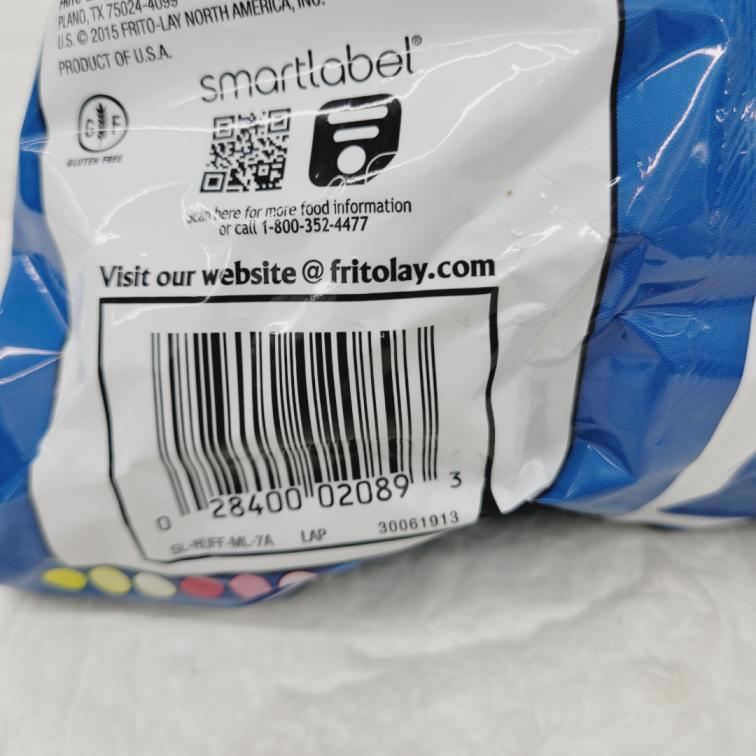 PLANO, TX 75024-4099
U.S. © 2015 FRITO-LAY NORTH AMERICA, INC.
PRODUCT OF U.S.A.
smartlabel®
G F
GLUTEN FREE
Scan here for more food information
or call 1-800-352-4477
Visit our website @ fritolay.com
0 28400 02089 3
SL-RUFF-ML-7A LAP 30061913